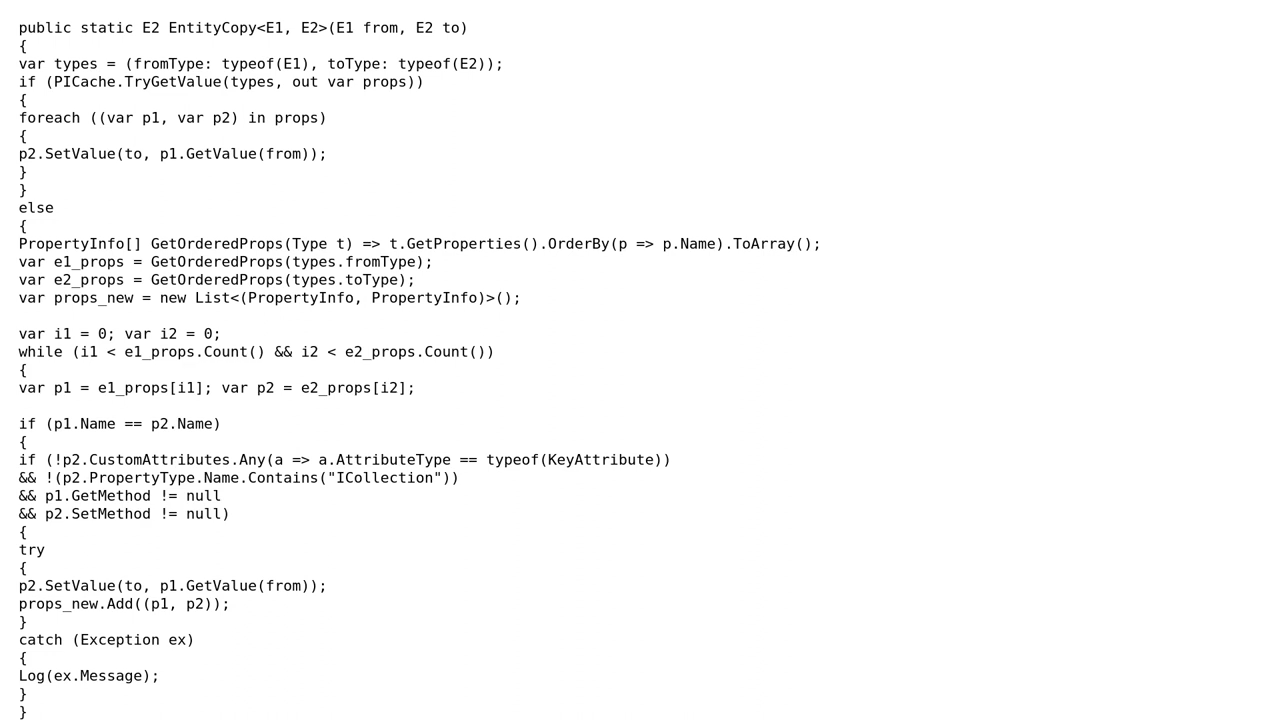 public static E2 EntityCopy<E1, E2>(E1 from, E2 to)
{
var types = (fromType: typeof(E1), toType: typeof(E2));
if (PICache.TryGetValue(types, out var props))
{
foreach ((var p1, var p2) in props)
{
p2.SetValue(to, p1.GetValue(from));
}
}
else
{
PropertyInfo[] GetOrderedProps(Type t) => t.GetProperties().OrderBy(p => p.Name).ToArray();
var e1_props = GetOrderedProps(types.fromType);
var e2_props = GetOrderedProps(types.toType);
var props_new = new List<(PropertyInfo, PropertyInfo)>();

var i1 = 0; var i2 = 0;
while (i1 < e1_props.Count() && i2 < e2_props.Count())
{
var p1 = e1_props[i1]; var p2 = e2_props[i2];

if (p1.Name == p2.Name)
{
if (!p2.CustomAttributes.Any(a => a.AttributeType == typeof(KeyAttribute))
&& !(p2.PropertyType.Name.Contains("ICollection"))
&& p1.GetMethod != null
&& p2.SetMethod != null)
{
try
{
p2.SetValue(to, p1.GetValue(from));
props_new.Add((p1, p2));
}
catch (Exception ex)
{
Log(ex.Message);
}
}